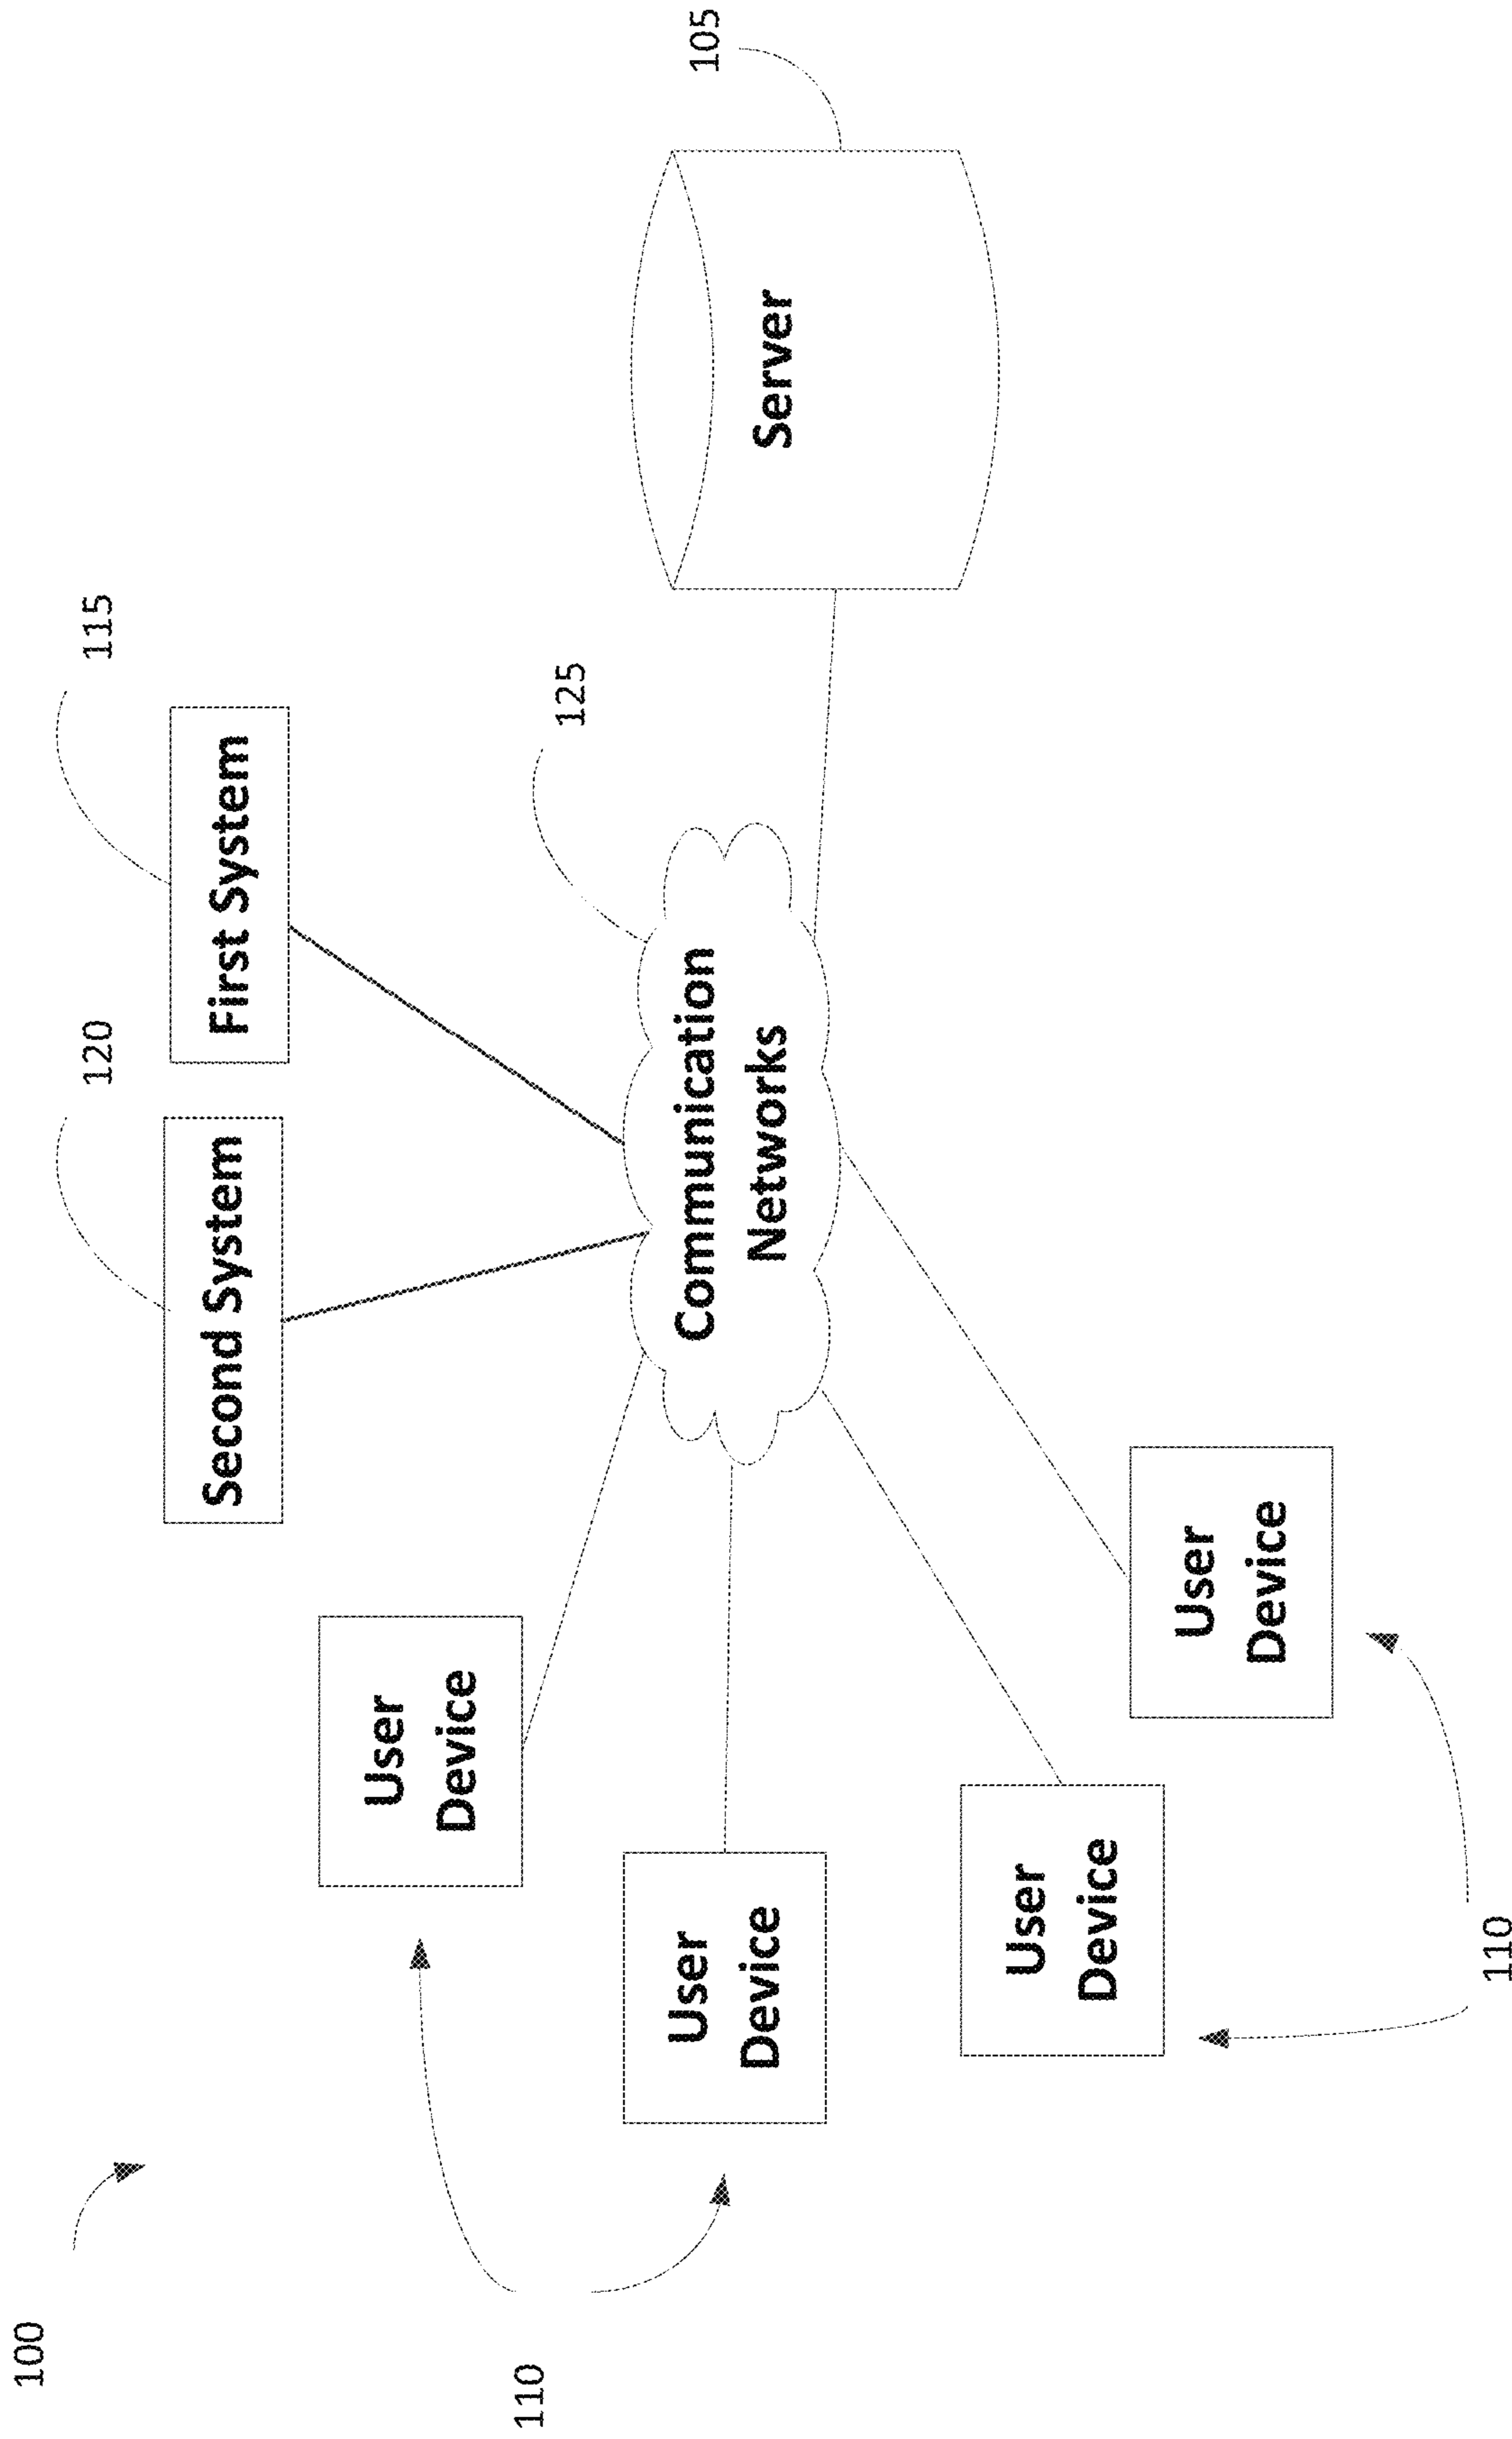 100
120
115
Second System
First System
125
105
110
User
Device
User
Device
Communication
Networks
Server
User
Device
User
Device
110